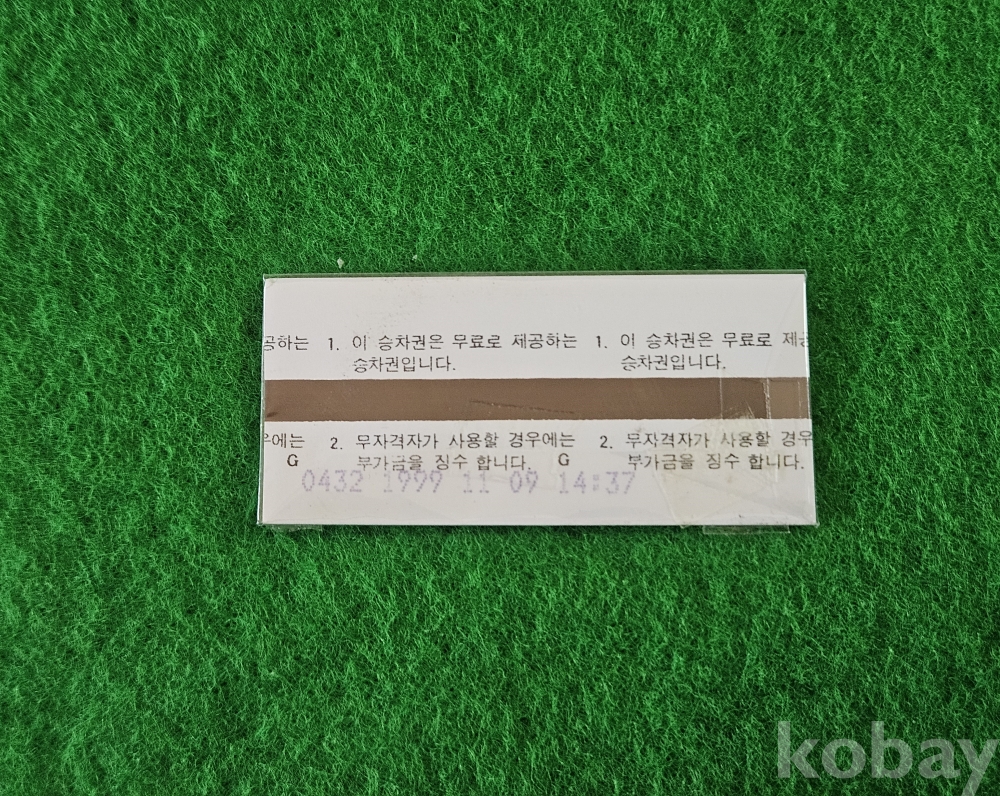 공하는 1. 이 승차권은 무료로 제공하는 1. 이 승차권은 무료로 제공
승차권입니다. 승차권입니다.
우에는 2. 무자격자가 사용할 경우에는 2. 무자격자가 사용할 경우
G 부가금을 징수 합니다. G 부가금을 징수 합니다.
0432 1999 11 09 14:37
kobay